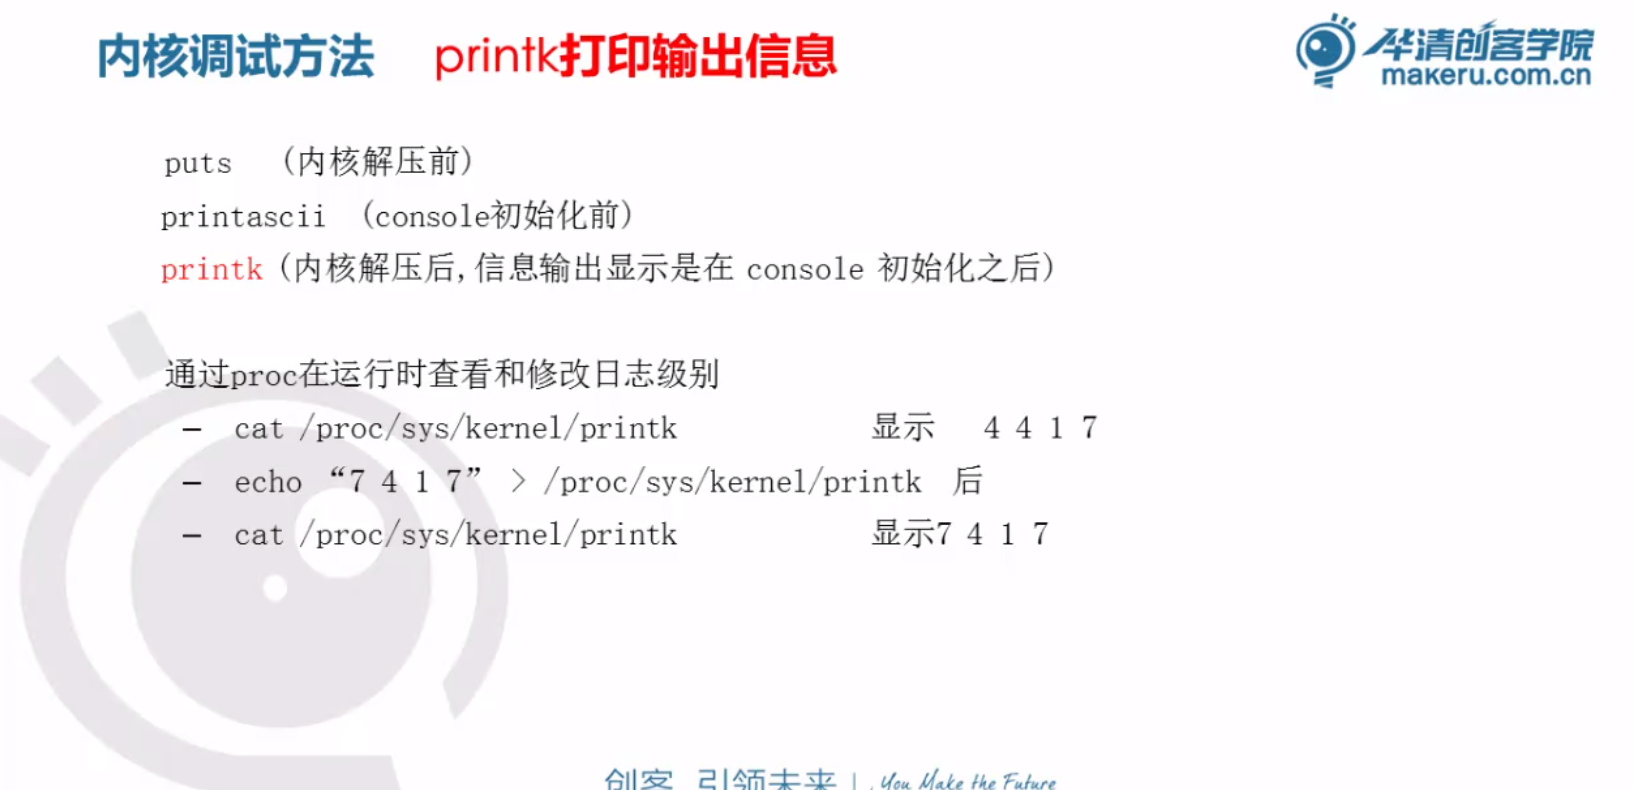 内核调试方法 printk打印输出信息
华清创客学院
makeru.com.cn
puts （内核解压前）
printascii （console初始化前）
printk（内核解压后,信息输出显示是在 console 初始化之后）
通过proc在运行时查看和修改日志级别
– cat /proc/sys/kernel/printk 显示 4 4 1 7
– echo “7 4 1 7” > /proc/sys/kernel/printk 后
– cat /proc/sys/kernel/printk 显示7 4 1 7
创客 引领未来 | You Make the Future